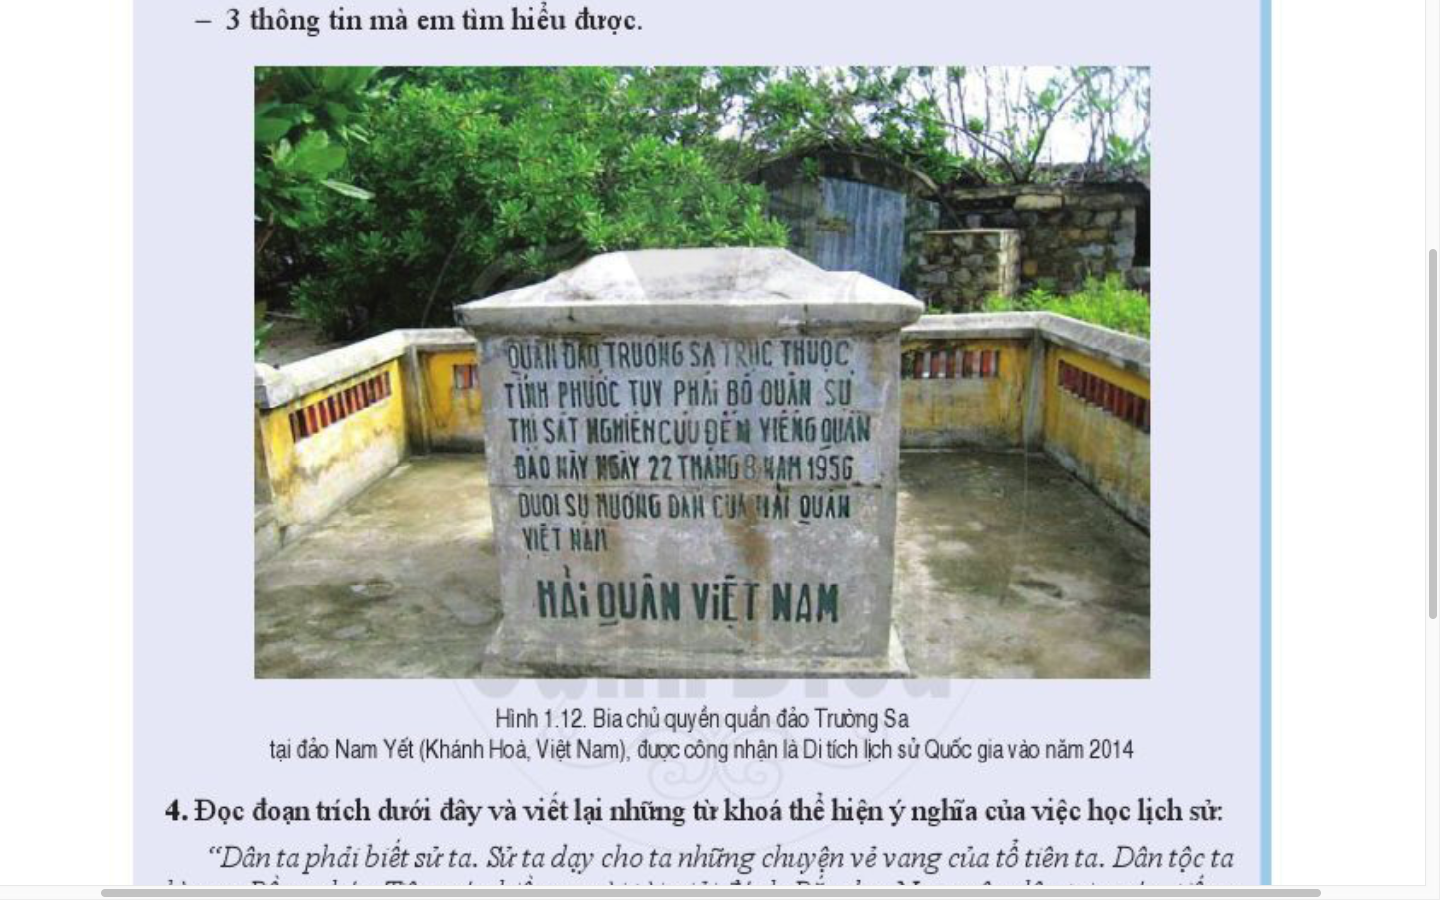 – 3 thông tin mà em tìm hiểu được.
QUẦN ĐẢO TRƯỜNG SA TRỰC THUỘC
TỈNH PHƯỚC TUY PHÁI BỘ QUÂN SỰ
THỊ SÁT NGHIÊN CỨU ĐẾN VIẾNG QUẦN
ĐẢO NÀY NGÀY 22 THÁNG 8 NĂM 1956
DƯỚI SỰ HƯỚNG DẪN CỦA HẢI QUÂN
VIỆT NAM
HẢI QUÂN VIỆT NAM
Hình 1.12. Bia chủ quyền quần đảo Trường Sa
tại đảo Nam Yết (Khánh Hoà, Việt Nam), được công nhận là Di tích lịch sử Quốc gia vào năm 2014
4. Đọc đoạn trích dưới đây và viết lại những từ khoá thể hiện ý nghĩa của việc học lịch sử:
“Dân ta phải biết sử ta. Sử ta dạy cho ta những chuyện vẻ vang của tổ tiên ta. Dân tộc ta